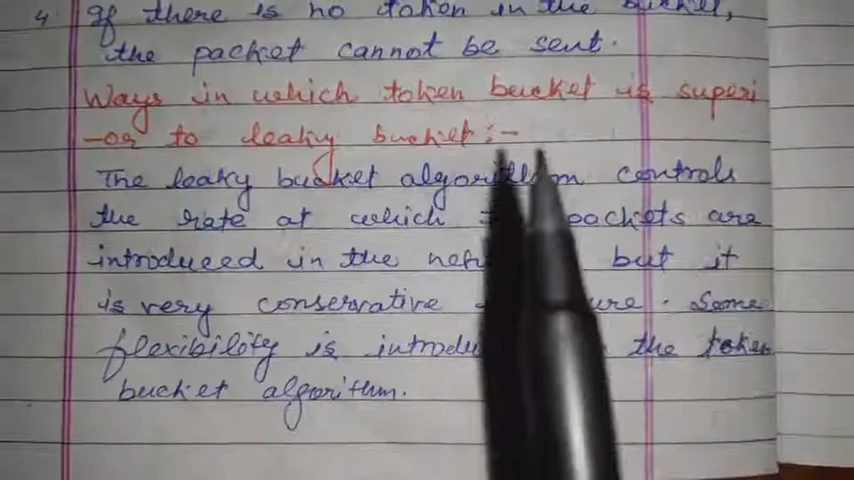 4. If there is no token in the bucket,
the packet cannot be sent.
Ways in which token bucket is superi
-or to leaky bucket :-
The leaky bucket algorithm controls
the rate at which packets are
introduced in the but it
is very conservative
Some
flexibility is the token
bucket algorithm.